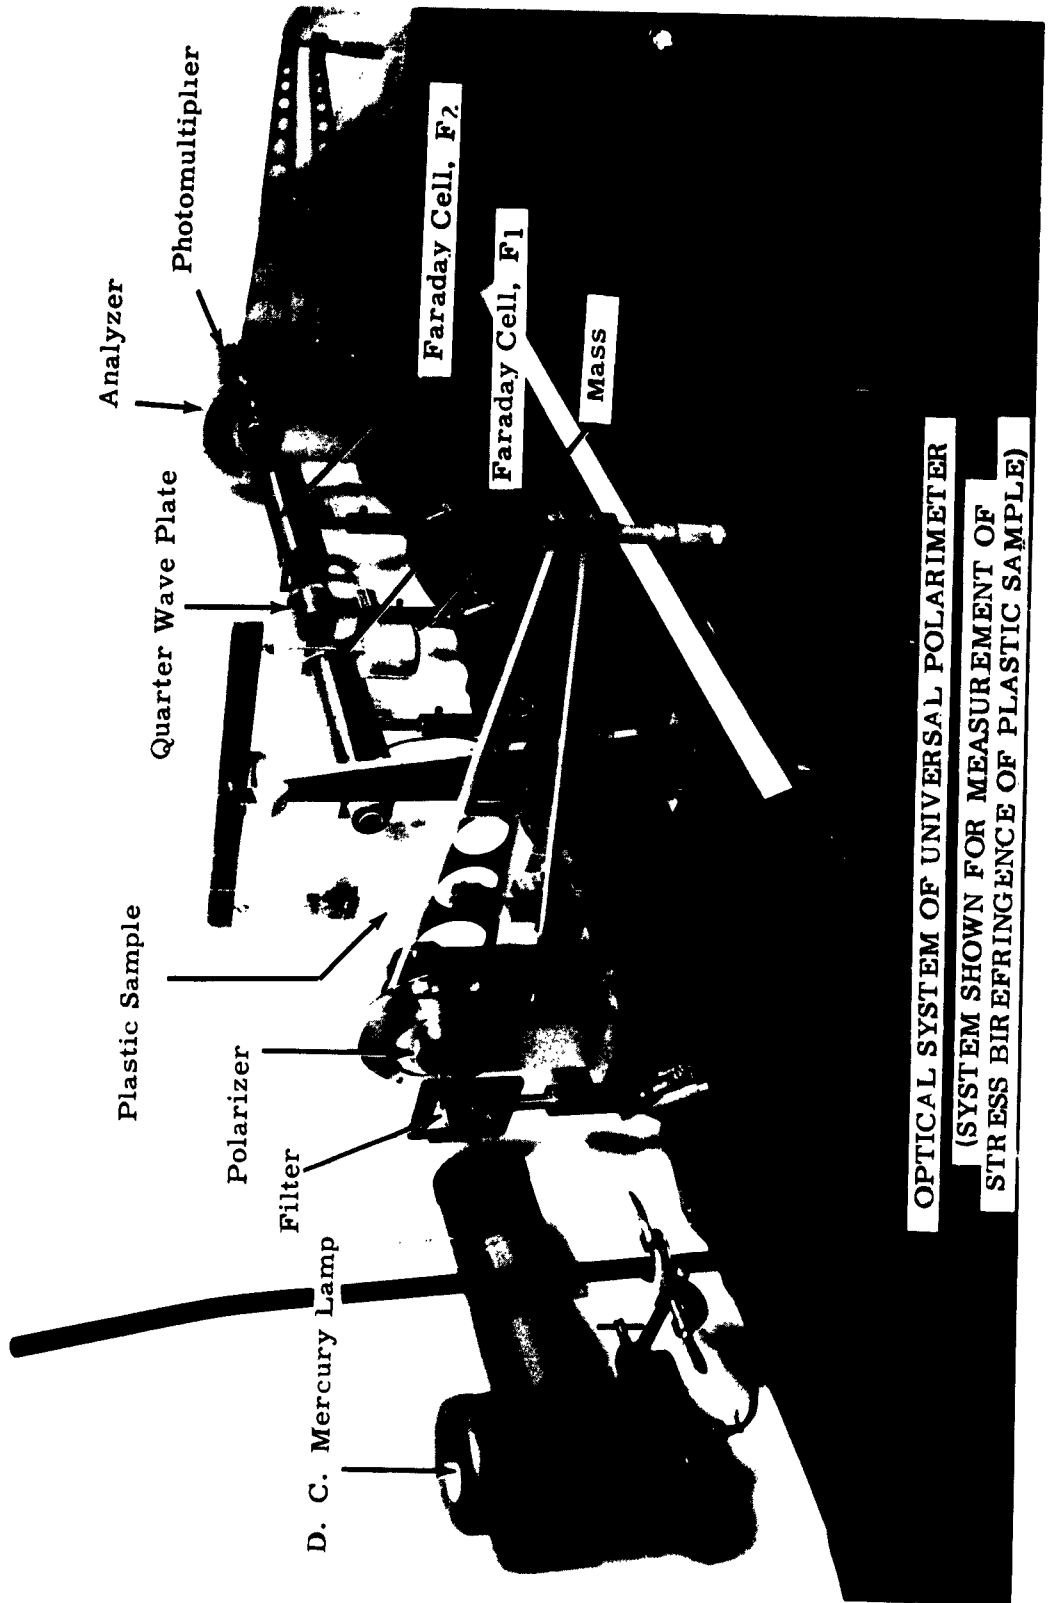 D. C. Mercury Lamp
Filter
Polarizer
Plastic Sample
Quarter Wave Plate
Analyzer
Photomultiplier
Faraday Cell, F2
Faraday Cell, F1
Mass
OPTICAL SYSTEM OF UNIVERSAL POLARIMETER
(SYSTEM SHOWN FOR MEASUREMENT OF
STRESS BIREFRINGENCE OF PLASTIC SAMPLE)